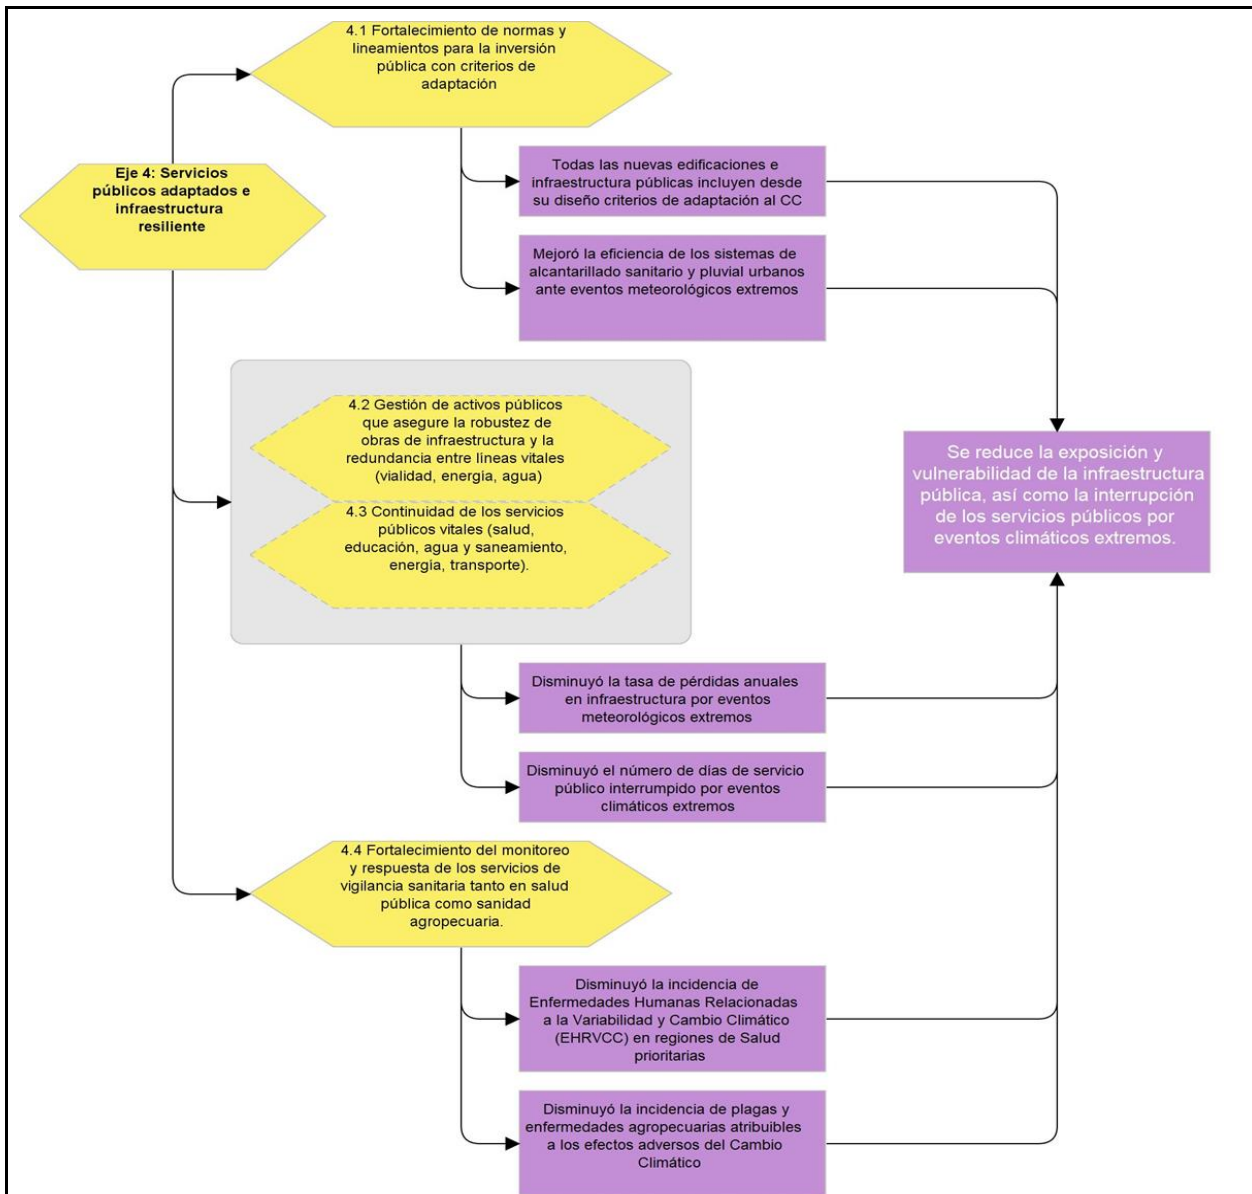 4.1 Fortalecimiento de normas y
lineamientos para la inversión
pública con criterios de
adaptación
Eje 4: Servicios
públicos adaptados e
infraestructura
resiliente
Todas las nuevas edificaciones e
infraestructura públicas incluyen desde
su diseño criterios de adaptación al CC
Mejoró la eficiencia de los sistemas de
alcantarillado sanitario y pluvial urbanos
ante eventos meteorológicos extremos
4.2 Gestión de activos públicos
que asegure la robustez de
obras de infraestructura y la
redundancia entre líneas vitales
(vialidad, energía, agua)
4.3 Continuidad de los servicios
públicos vitales (salud,
educación, agua y saneamiento,
energía, transporte).
Se reduce la exposición y
vulnerabilidad de la infraestructura
pública, así como la interrupción
de los servicios públicos por
eventos climáticos extremos.
Disminuyó la tasa de pérdidas anuales
en infraestructura por eventos
meteorológicos extremos
Disminuyó el número de días de servicio
público interrumpido por eventos
climáticos extremos
4.4 Fortalecimiento del monitoreo
y respuesta de los servicios de
vigilancia sanitaria tanto en salud
pública como sanidad
agropecuaria.
Disminuyó la incidencia de
Enfermedades Humanas Relacionadas
a la Variabilidad y Cambio Climático
(EHRVCC) en regiones de Salud
prioritarias
Disminuyó la incidencia de plagas y
enfermedades agropecuarias atribuibles
a los efectos adversos del Cambio
Climático